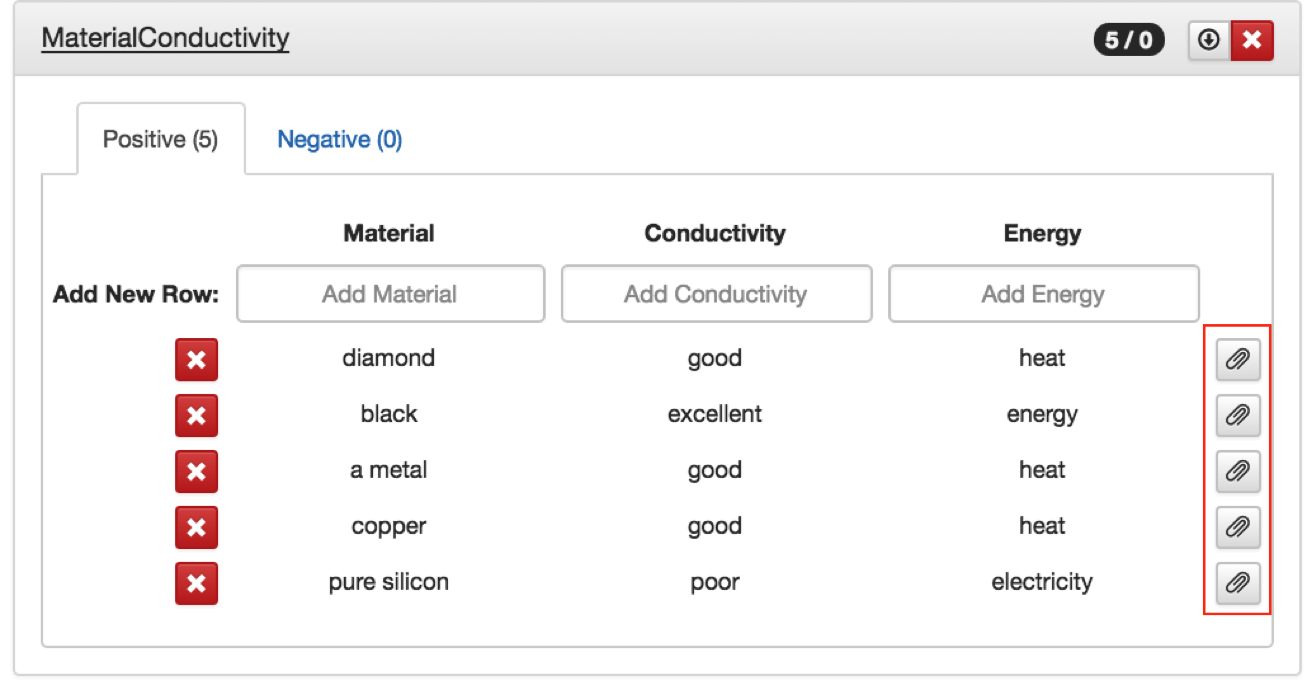 MaterialConductivity 5 / 0
Positive (5) Negative (0)
Material Conductivity Energy
Add New Row: Add Material Add Conductivity Add Energy
diamond good heat
black excellent energy
a metal good heat
copper good heat
pure silicon poor electricity